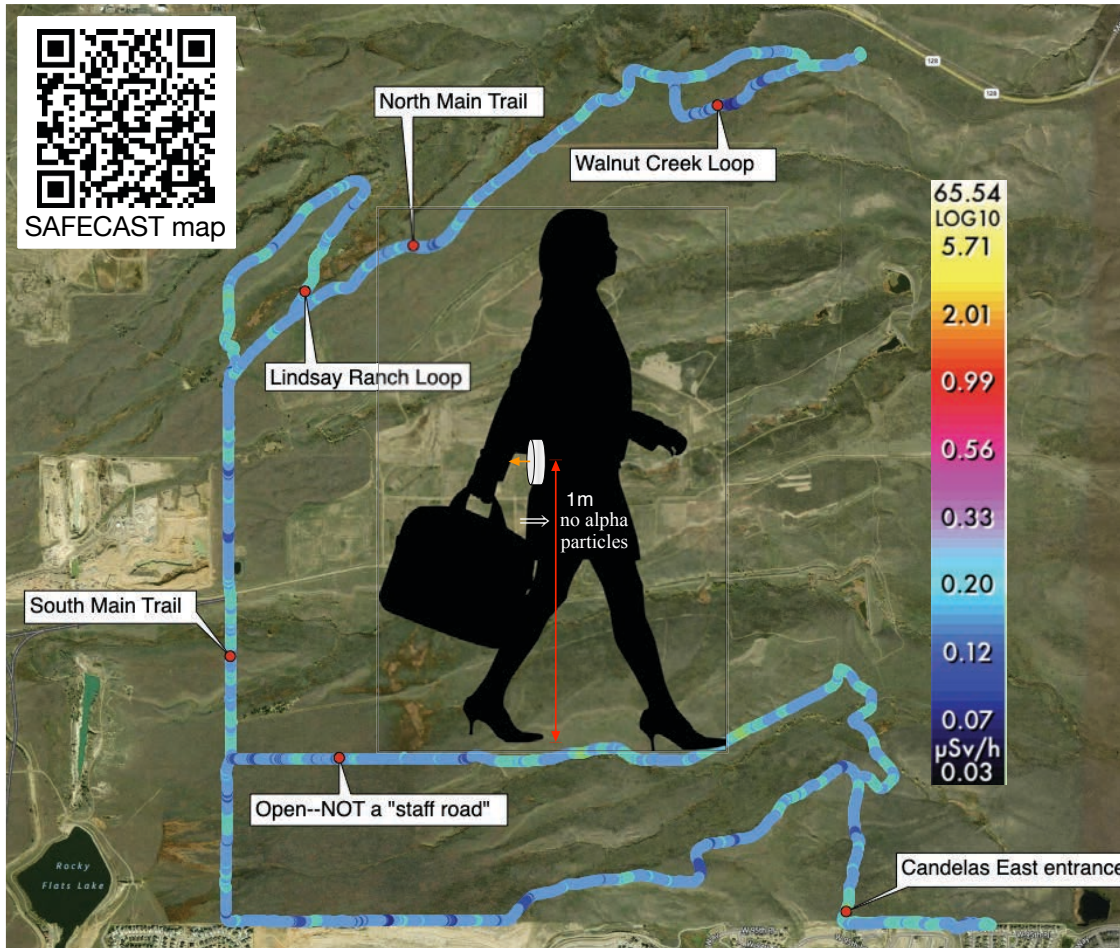 SAFECAST map
North Main Trail
128
128
Walnut Creek Loop
Lindsay Ranch Loop
65.54
LOG10
5.71
2.01
0.99
0.56
0.33
0.20
0.12
0.07
µSv/h
0.03
1m
no alpha
particles
South Main Trail
Open--NOT a "staff road"
Rocky
Flats Lake
Candelas East entrance